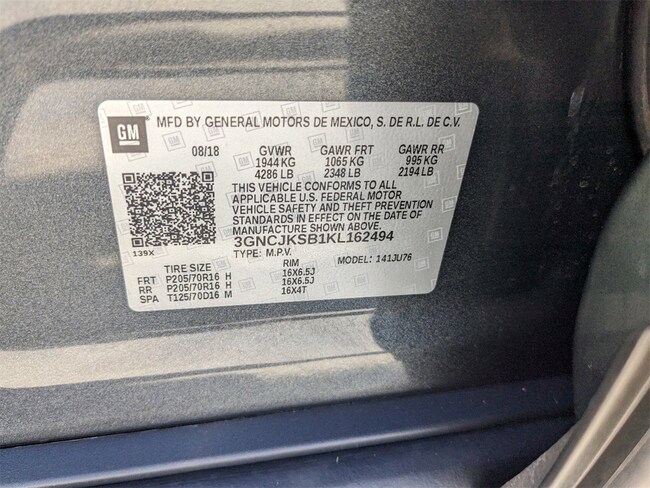 GM
MFD BY GENERAL MOTORS DE MEXICO, S. DE R.L. DE C.V.
08/18 GVWR GAWR FRT GAWR RR
1944 KG 1065 KG 995 KG
4286 LB 2348 LB 2194 LB
THIS VEHICLE CONFORMS TO ALL
APPLICABLE U.S. FEDERAL MOTOR
VEHICLE SAFETY AND THEFT PREVENTION
STANDARDS IN EFFECT ON THE DATE OF
MANUFACTURE SHOWN ABOVE.
3GNCJKSB1KL162494
139X
TYPE: M.P.V. MODEL: 141JU76
TIRE SIZE RIM
FRT P205/70R16 H 16X6.5J
RR P205/70R16 H 16X6.5J
SPA T125/70D16 M 16X4T